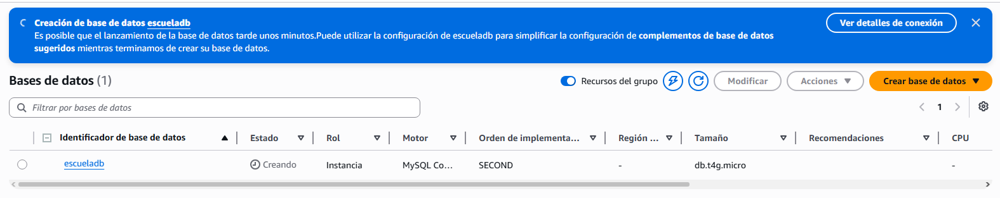 Creación de base de datos escueladb
Es posible que el lanzamiento de la base de datos tarde unos minutos.Puede utilizar la configuración de escueladb para simplificar la configuración de complementos de base de datos
sugeridos mientras terminamos de crear su base de datos.
Ver detalles de conexión
Bases de datos (1)
Recursos del grupo
Modificar
Acciones
Crear base de datos
Filtrar por bases de datos
1
Identificador de base de datos Estado Rol Motor Orden de implementa... Región ... Tamaño Recomendaciones CPU
escueladb Creando Instancia MySQL Co... SECOND - db.t4g.micro -